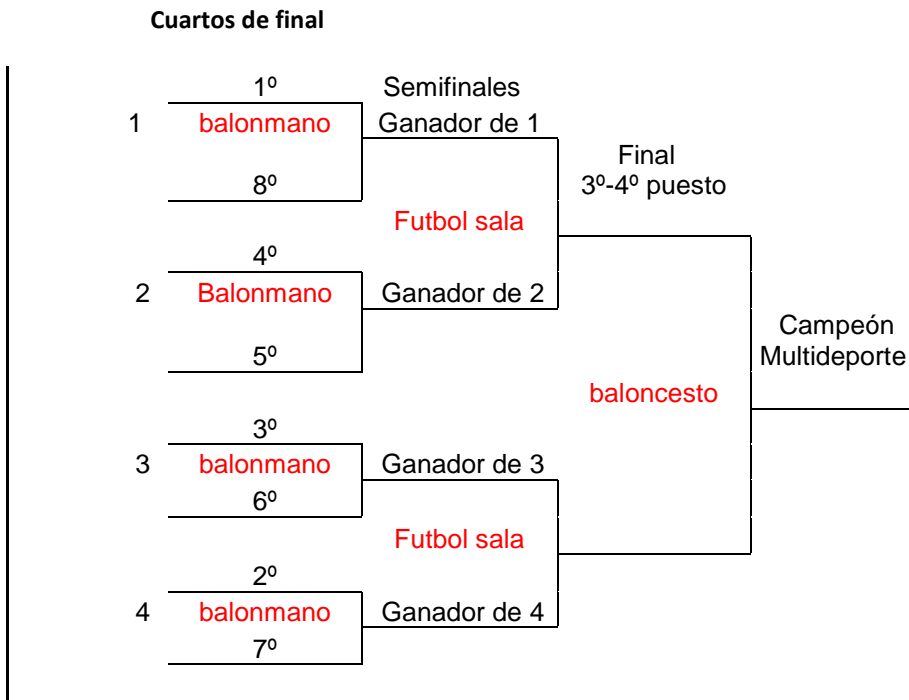 Cuartos de final
1º
Semifinales
1
balonmano
Ganador de 1
Final
8º
3º-4º puesto
Futbol sala
4º
2
Balonmano
Ganador de 2
Campeón
5º
Multideporte
baloncesto
3º
3
balonmano
Ganador de 3
6º
Futbol sala
2º
4
balonmano
Ganador de 4
7º